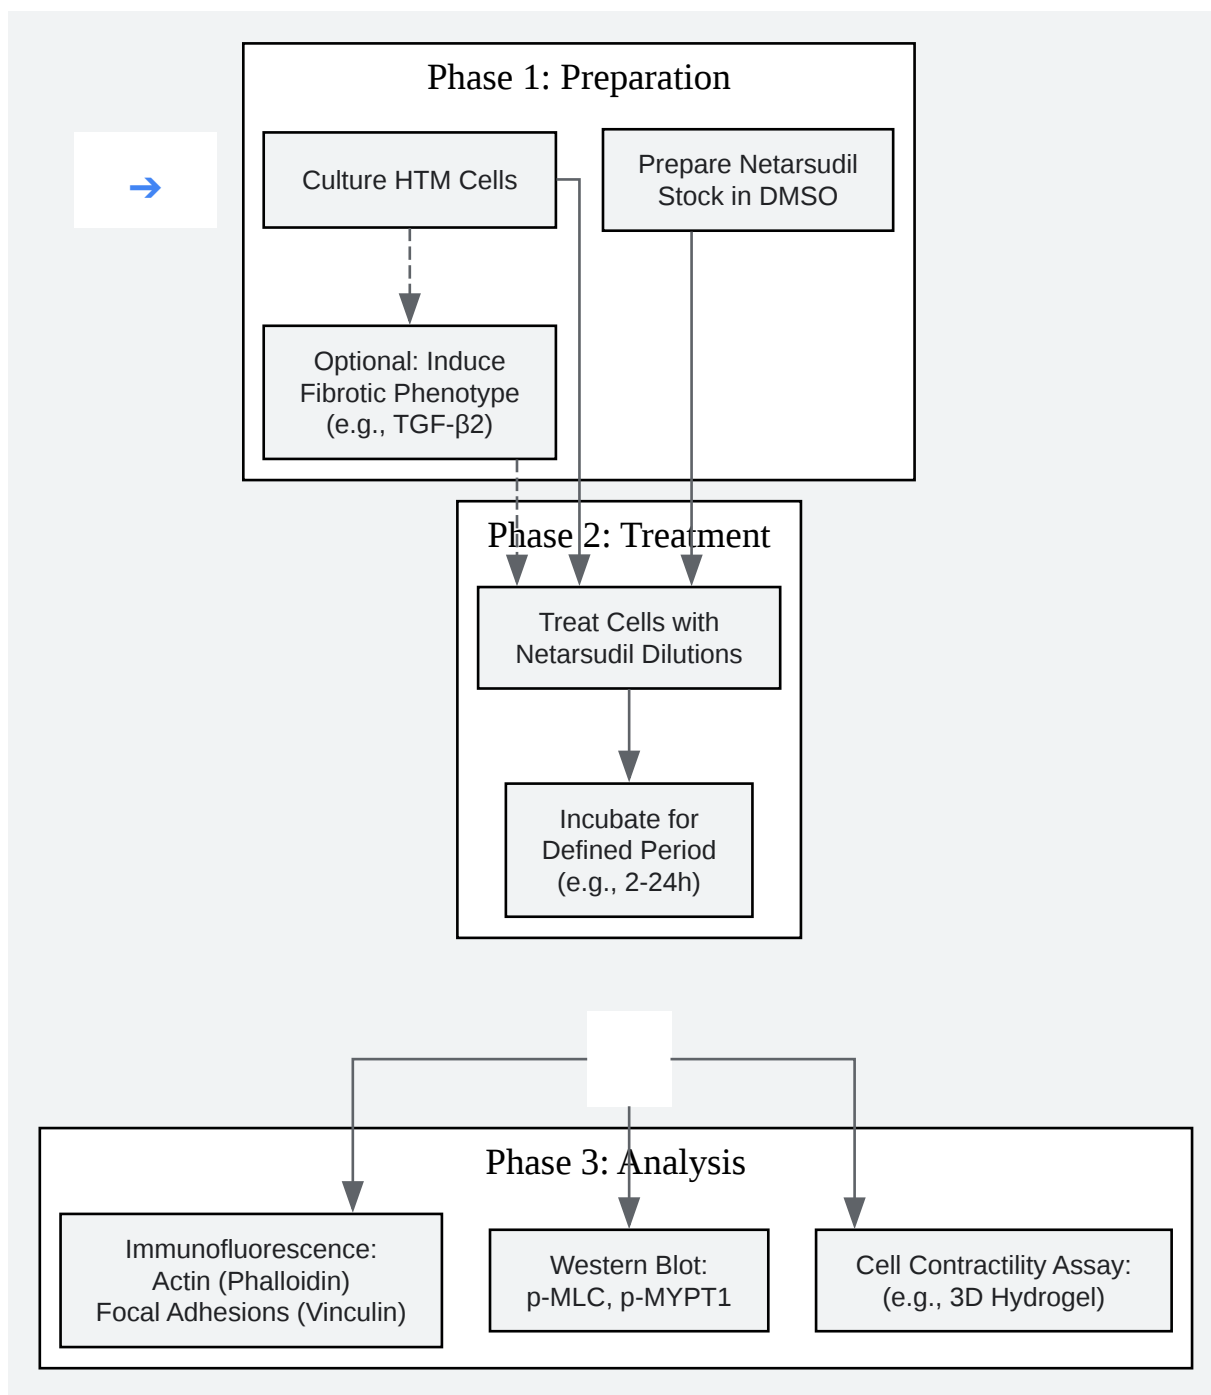 Phase 1: Preparation
Culture HTM Cells
Prepare Netarsudil
Stock in DMSO
Optional: Induce
Fibrotic Phenotype
(e.g., TGF-β2)
Phase 2: Treatment
Treat Cells with
Netarsudil Dilutions
Incubate for
Defined Period
(e.g., 2-24h)
Phase 3: Analysis
Immunofluorescence:
Actin (Phalloidin)
Focal Adhesions (Vinculin)
Western Blot:
p-MLC, p-MYPT1
Cell Contractility Assay:
(e.g., 3D Hydrogel)